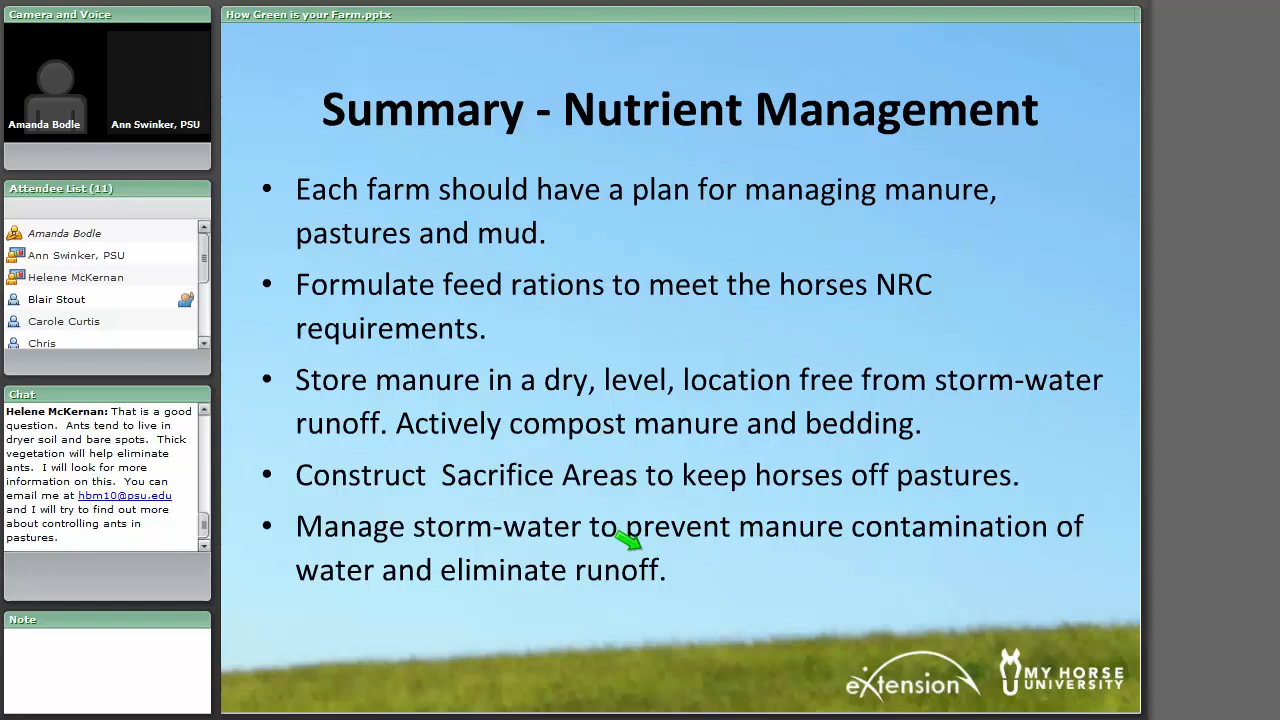 Camera and Voice
Amanda Bodle
Ann Swinker, PSU
Attendee List (11)
Amanda Bodle
Ann Swinker, PSU
Helene McKernan
Blair Stout
Carole Curtis
Chris
Chat
Helene McKernan: That is a good
question. Ants tend to live in
dryer soil and bare spots. Thick
vegetation will help eliminate
ants. I will look for more
information on this. You can
email me at hbm10@psu.edu
and I will try to find out more
about controlling ants in
pastures.
Note
How Green is your Farm.pptx
Summary - Nutrient Management
• Each farm should have a plan for managing manure,
pastures and mud.
• Formulate feed rations to meet the horses NRC
requirements.
• Store manure in a dry, level, location free from storm-water
runoff. Actively compost manure and bedding.
• Construct  Sacrifice Areas to keep horses off pastures.
• Manage storm-water to prevent manure contamination of
water and eliminate runoff.
eXtension
MY HORSE
UNIVERSITY